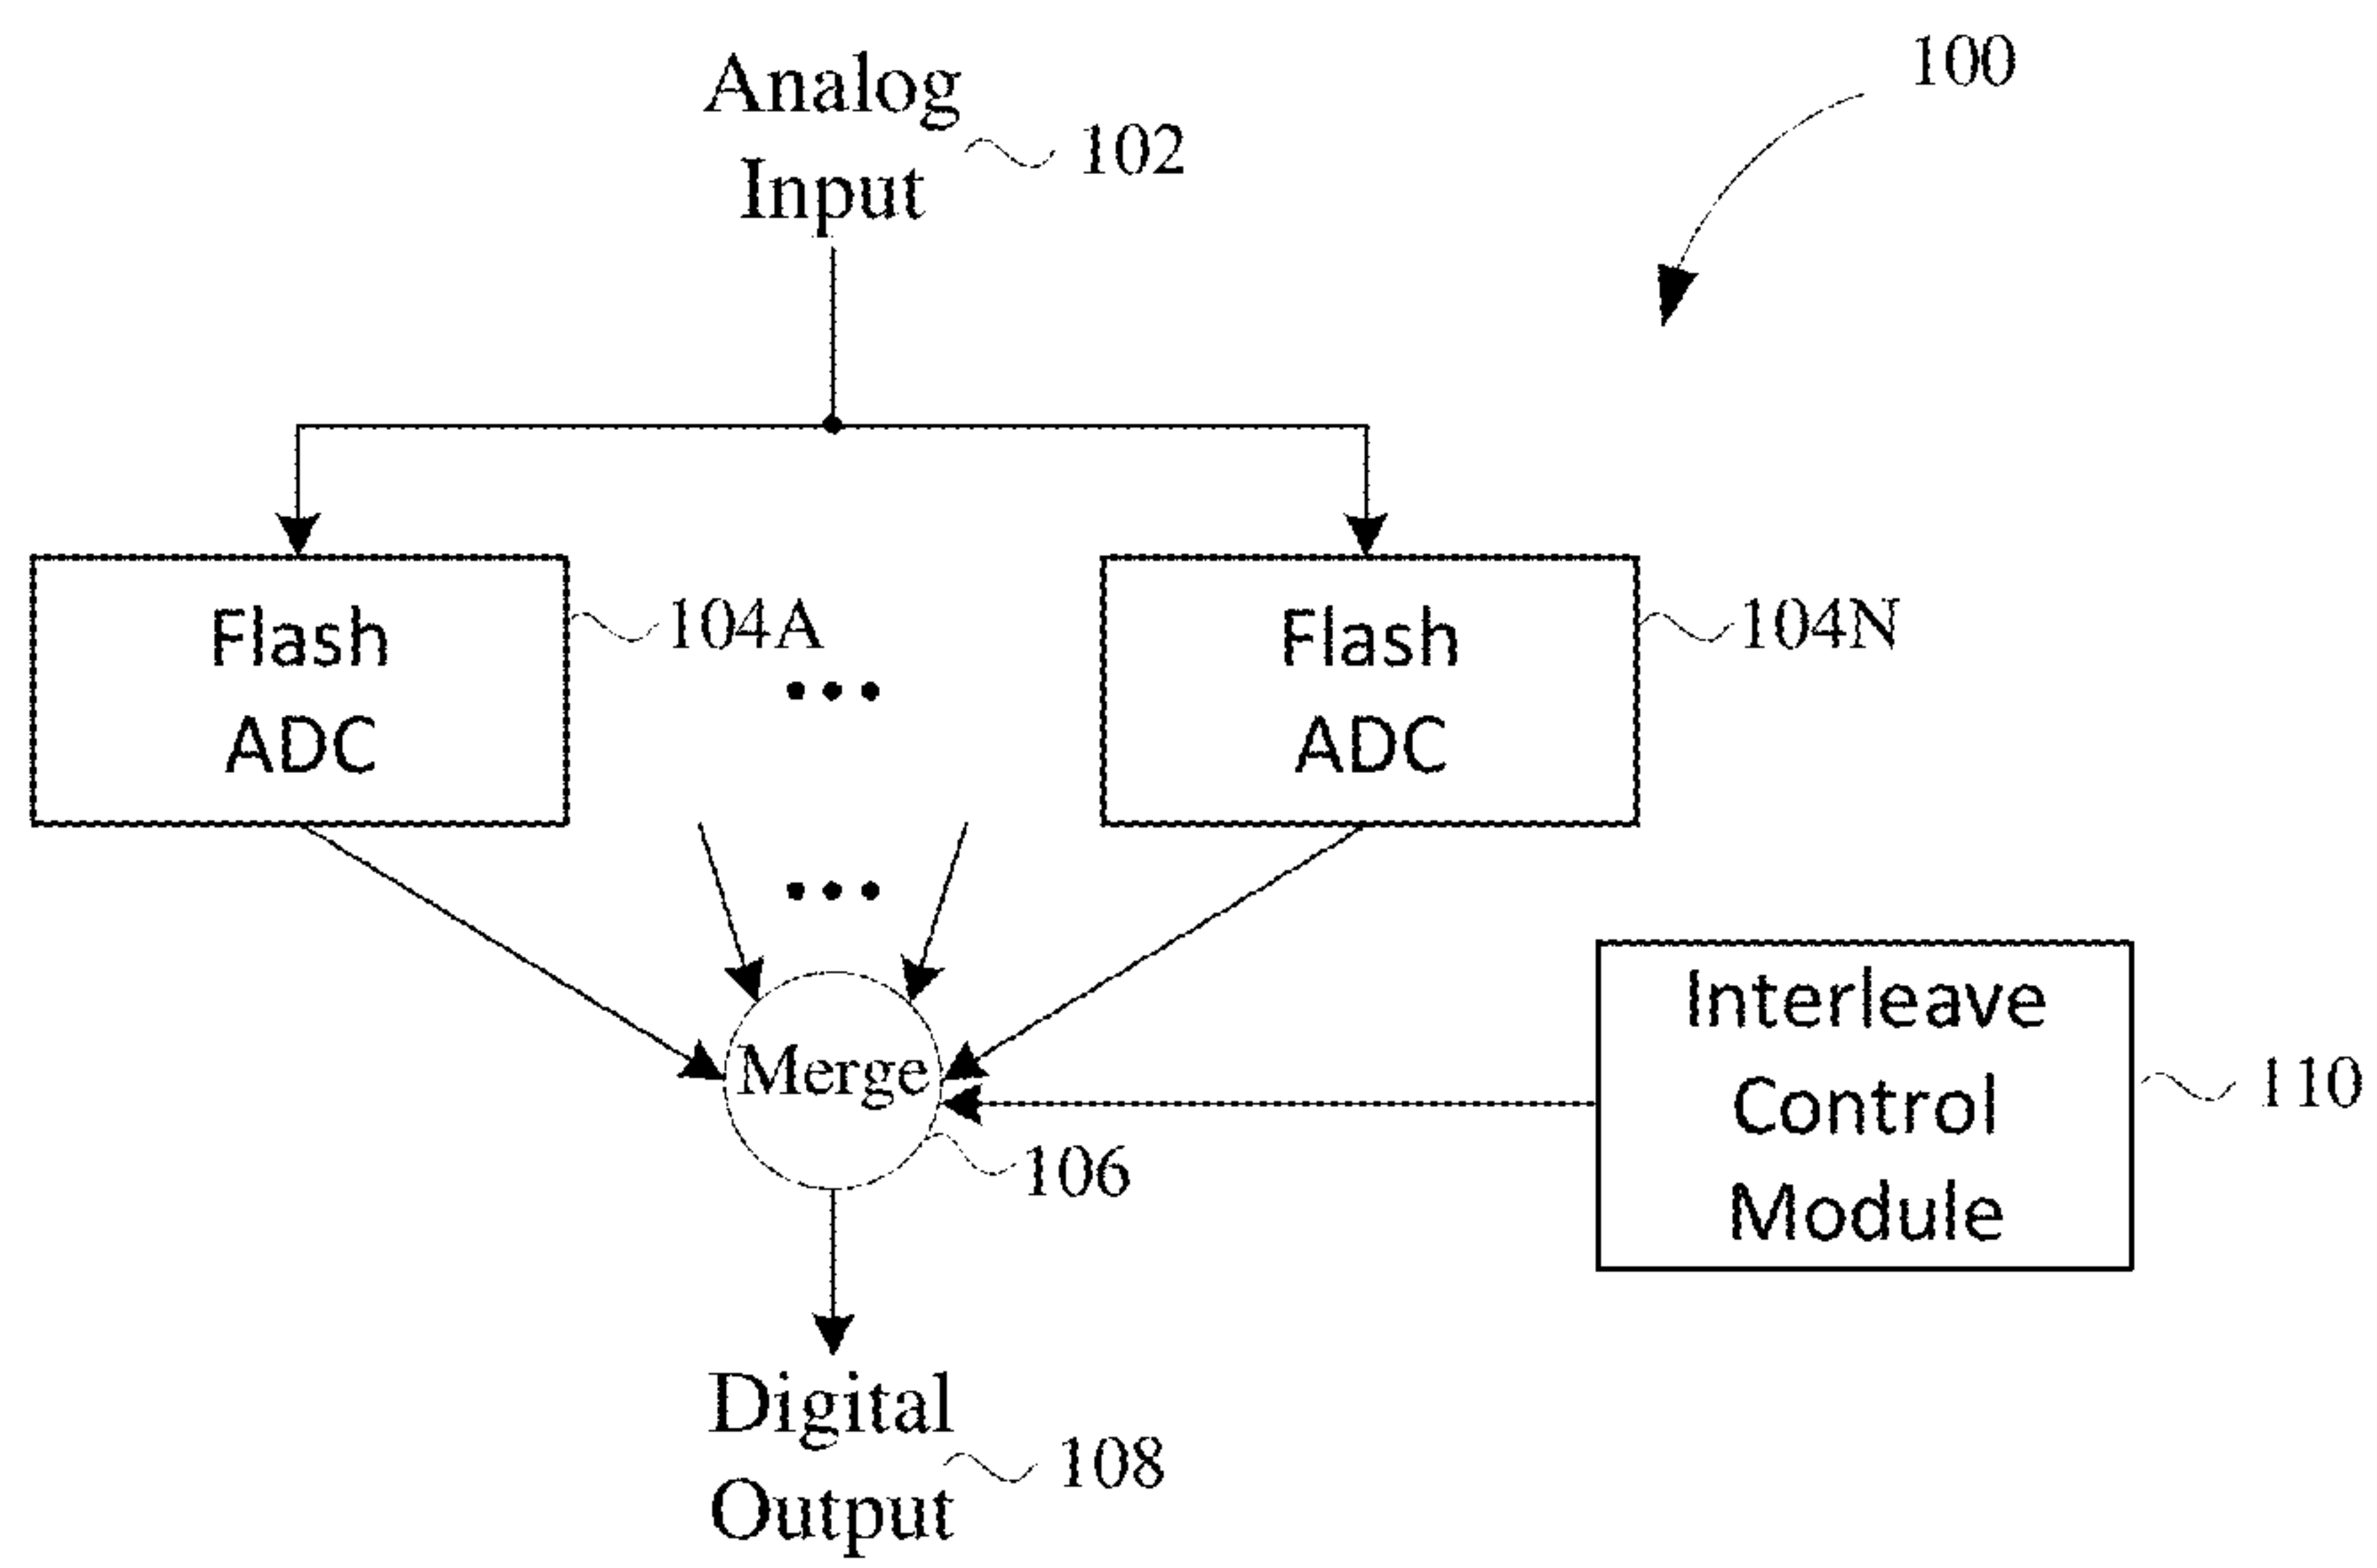 100
Analog
Input
102
Flash
ADC
104A
Flash
ADC
104N
Merge
106
Interleave
Control
Module
110
Digital
Output
108